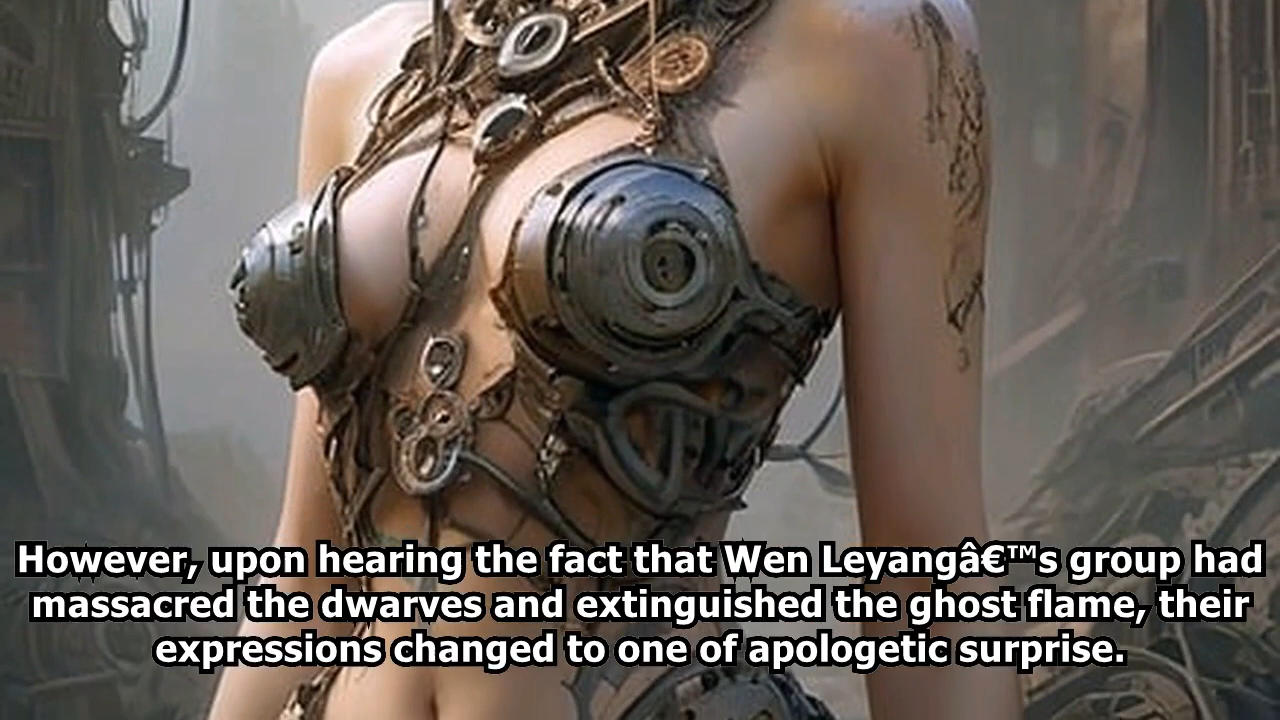 However, upon hearing the fact that Wen Leyangâ€™s group had
massacred the dwarves and extinguished the ghost flame, their
expressions changed to one of apologetic surprise.